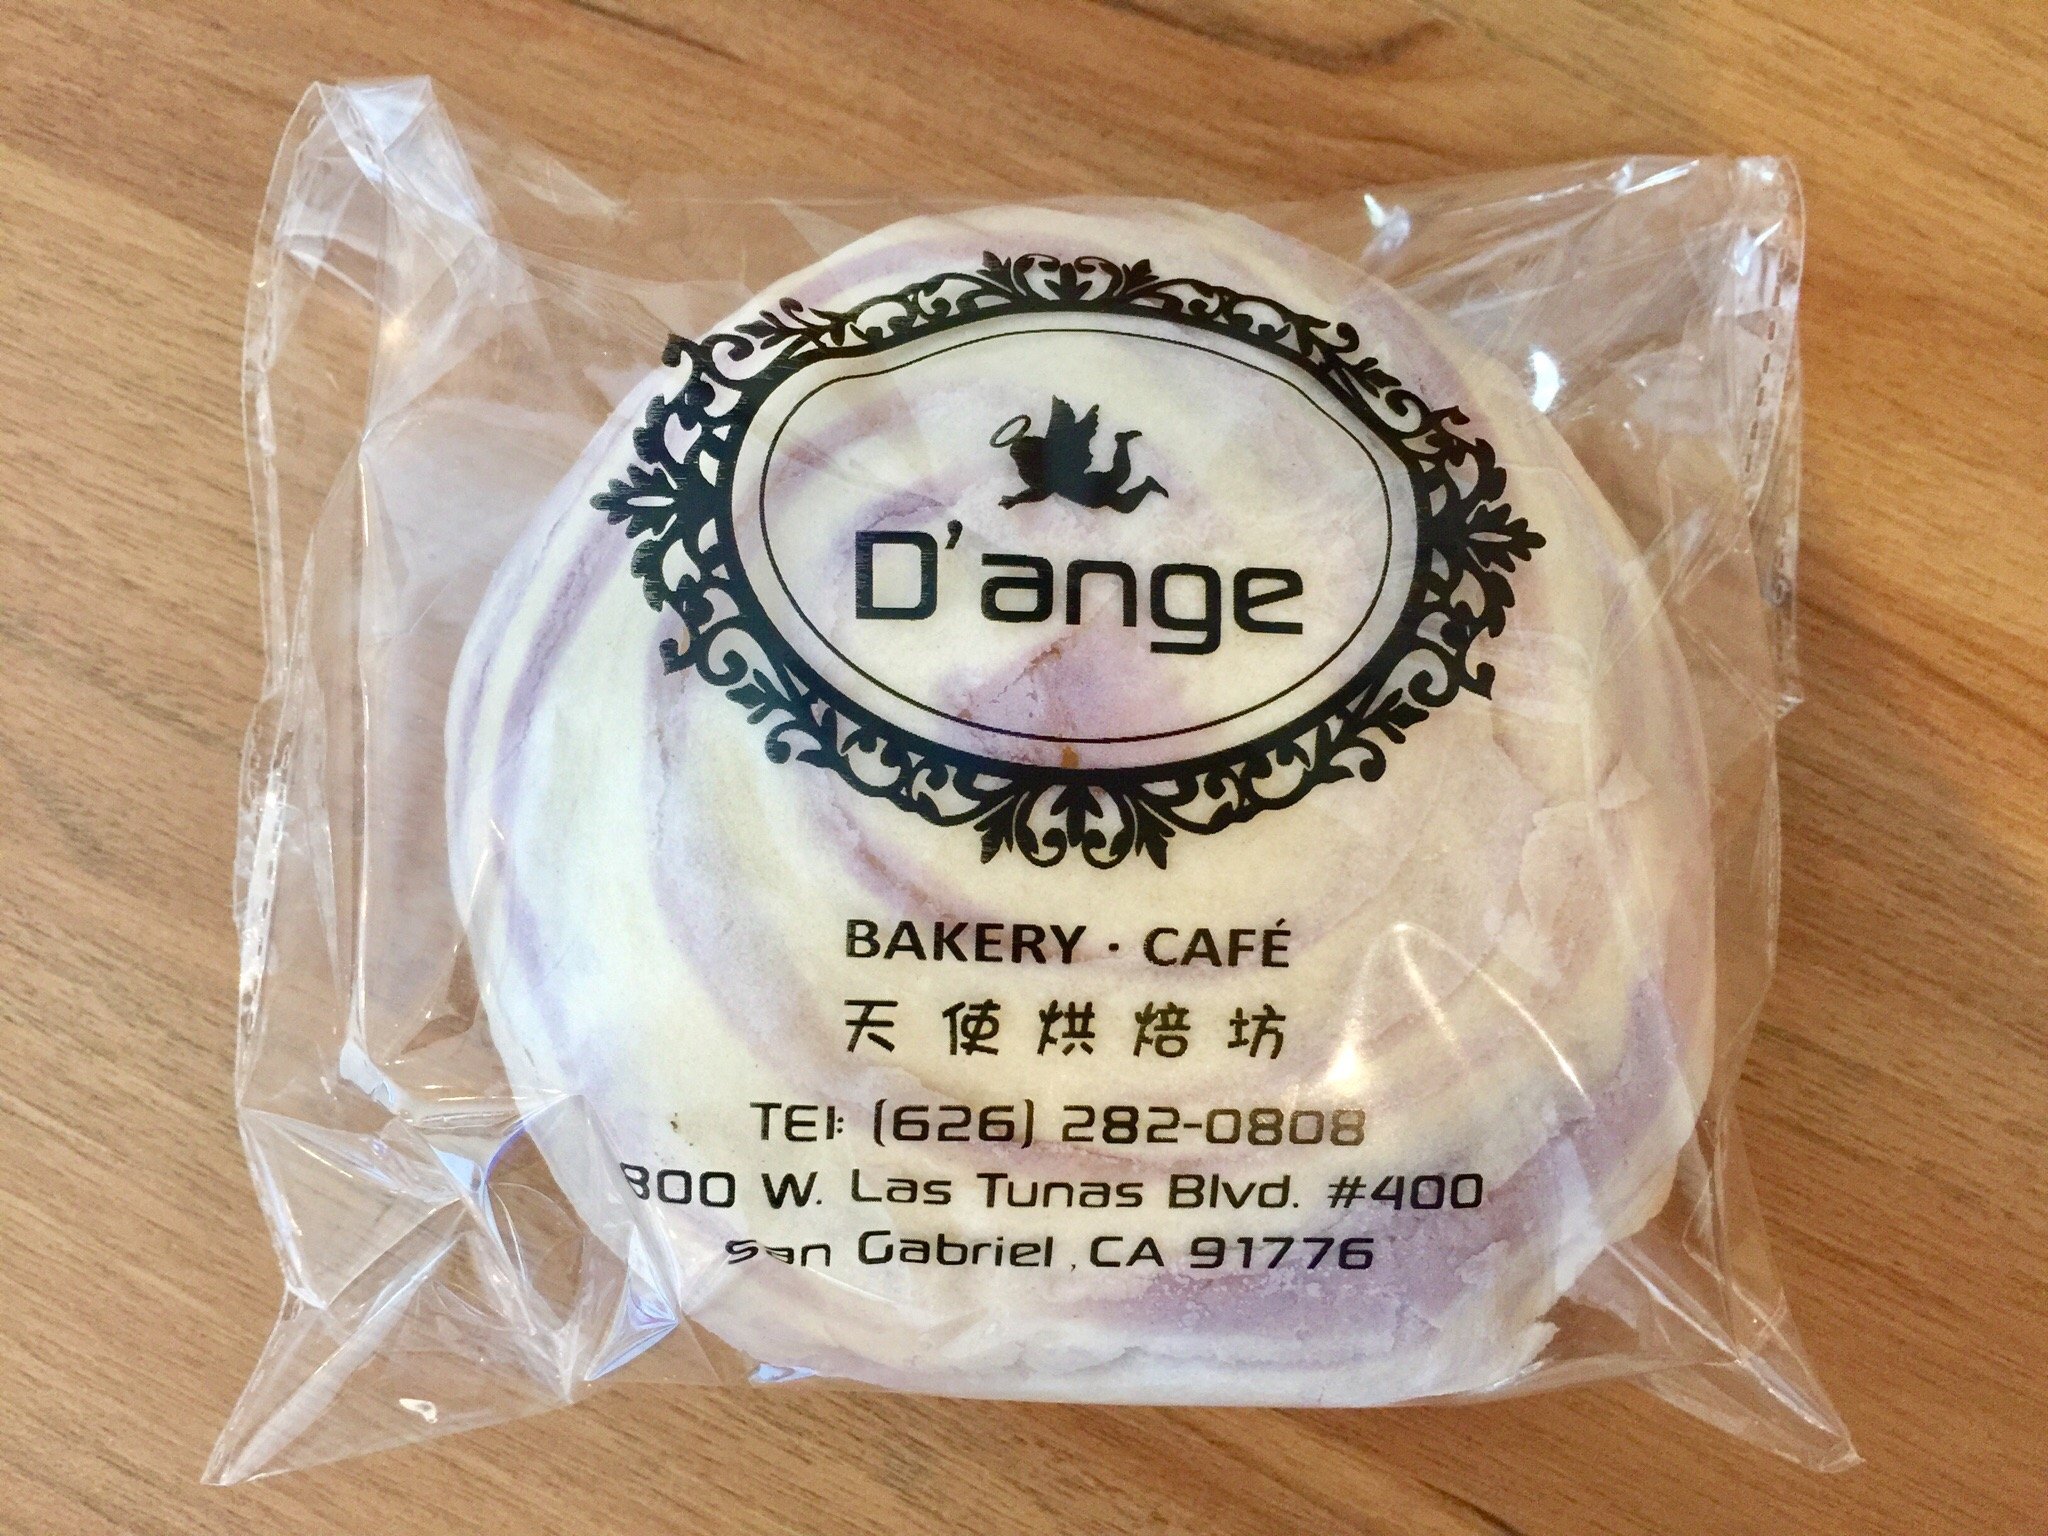 D'ange
BAKERY · CAFÉ
天使烘焙坊
TEl: (626) 282-0808
800 W. Las Tunas Blvd. #400
San Gabriel , CA 91776